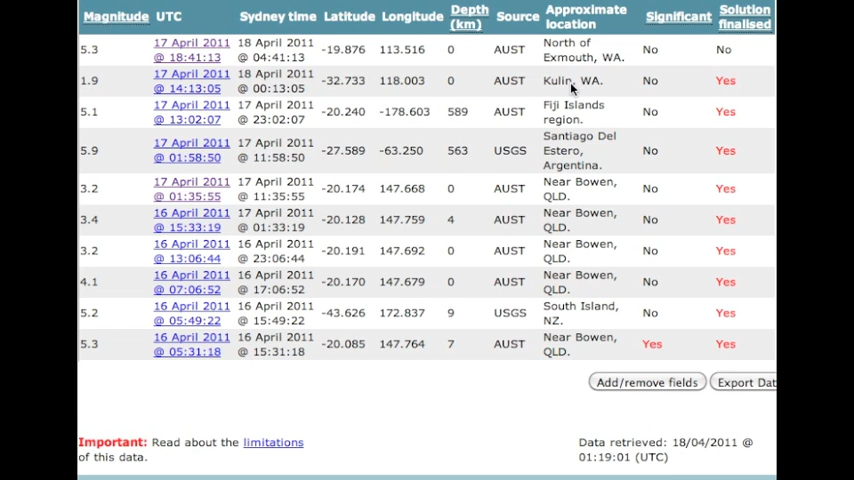 Magnitude UTC Sydney time Latitude Longitude Depth (km) Source Approximate location Significant Solution finalised
5.3 17 April 2011 @ 18:41:13 18 April 2011 @ 04:41:13 -19.876 113.516 0 AUST North of Exmouth, WA. No No
1.9 17 April 2011 @ 14:13:05 18 April 2011 @ 00:13:05 -32.733 118.003 0 AUST Kulin, WA. No Yes
5.1 17 April 2011 @ 13:02:07 17 April 2011 @ 23:02:07 -20.240 -178.603 589 AUST Fiji Islands region. No Yes
5.9 17 April 2011 @ 01:58:50 17 April 2011 @ 11:58:50 -27.589 -63.250 563 USGS Santiago Del Estero, Argentina. No Yes
3.2 17 April 2011 @ 01:35:55 17 April 2011 @ 11:35:55 -20.174 147.668 0 AUST Near Bowen, QLD. No Yes
3.4 16 April 2011 @ 15:33:19 17 April 2011 @ 01:33:19 -20.128 147.759 4 AUST Near Bowen, QLD. No Yes
3.2 16 April 2011 @ 13:06:44 16 April 2011 @ 23:06:44 -20.191 147.692 0 AUST Near Bowen, QLD. No Yes
4.1 16 April 2011 @ 07:06:52 16 April 2011 @ 17:06:52 -20.170 147.679 0 AUST Near Bowen, QLD. No Yes
5.2 16 April 2011 @ 05:49:22 16 April 2011 @ 15:49:22 -43.626 172.837 9 USGS South Island, NZ. No Yes
5.3 16 April 2011 @ 05:31:18 16 April 2011 @ 15:31:18 -20.085 147.764 7 AUST Near Bowen, QLD. Yes Yes
Add/remove fields Export Dat
Important: Read about the limitations
of this data.
Data retrieved: 18/04/2011 @
01:19:01 (UTC)